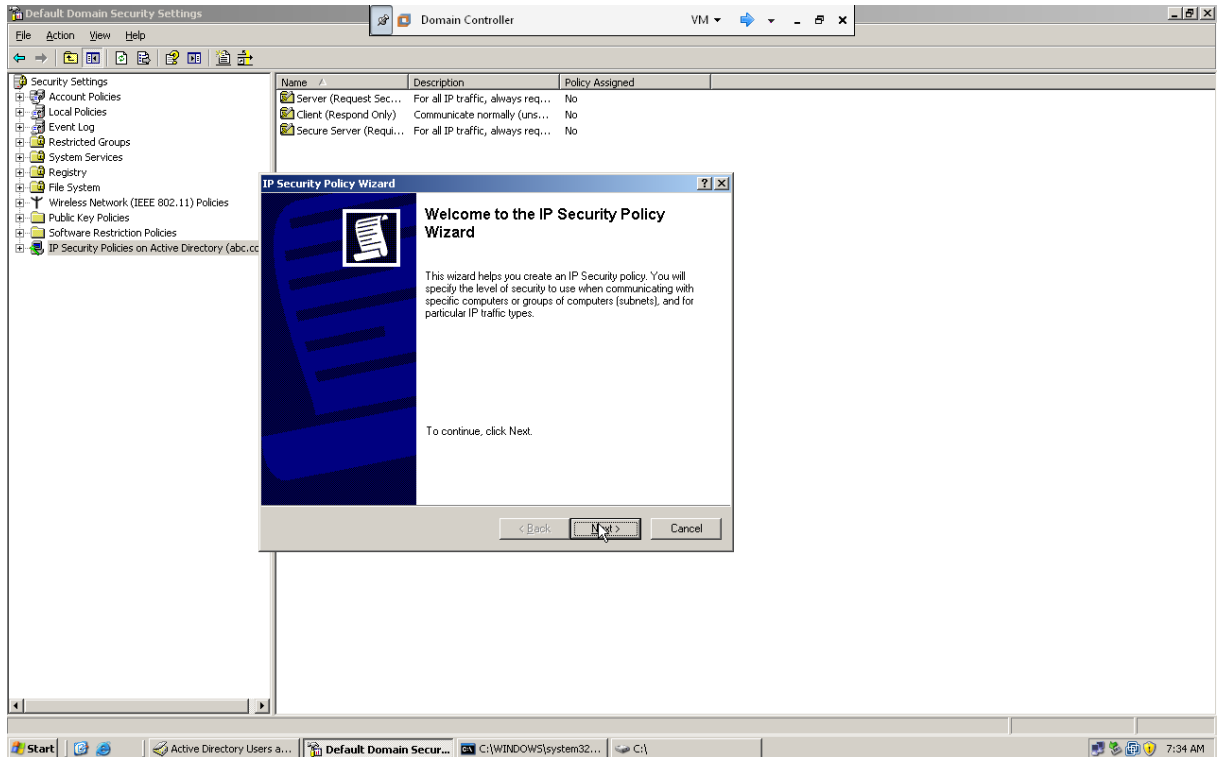 Default Domain Security Settings
Domain Controller
VM
File Action View Help
Security Settings
Account Policies
Local Policies
Event Log
Restricted Groups
System Services
Registry
File System
Wireless Network (IEEE 802.11) Policies
Public Key Policies
Software Restriction Policies
IP Security Policies on Active Directory (abc.cc
Name Description Policy Assigned
Server (Request Sec... For all IP traffic, always req... No
Client (Respond Only) Communicate normally (uns... No
Secure Server (Requi... For all IP traffic, always req... No
IP Security Policy Wizard
Welcome to the IP Security Policy
Wizard
This wizard helps you create an IP Security policy. You will
specify the level of security to use when communicating with
specific computers or groups of computers (subnets), and for
particular IP traffic types.
To continue, click Next.
< Back Next > Cancel
Start Active Directory Users a... Default Domain Secur... C:\WINDOWS\system32... C:\ 7:34 AM